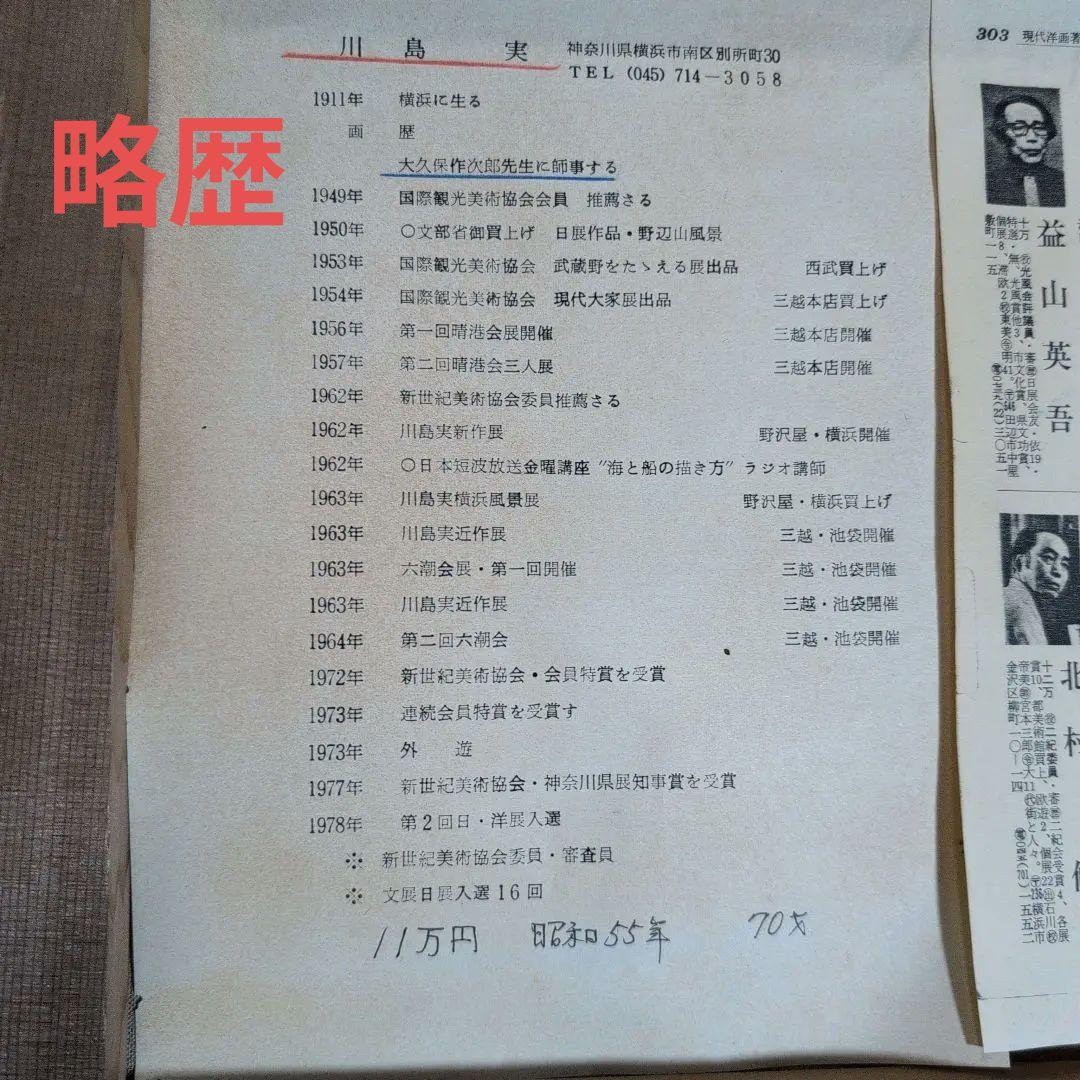 略歴
川島 実 神奈川県横浜市南区別所町30
TEL (045) 714-3058
1911年 横浜に生る
画 歴
大久保作次郎先生に師事する
1949年 国際観光美術協会会員 推薦さる
1950年 〇文部省御買上げ 日展作品・野辺山風景
1953年 国際観光美術協会 武蔵野をたゝえる展出品 西武買上げ
1954年 国際観光美術協会 現代大家展出品 三越本店買上げ
1956年 第一回晴港会展開催 三越本店開催
1957年 第二回晴港会三人展 三越本店開催
1962年 新世紀美術協会委員推薦さる
1962年 川島実新作展 野沢屋・横浜開催
1962年 〇日本短波放送金曜講座 "海と船の描き方" ラジオ講師
1963年 川島実横浜風景展 野沢屋・横浜買上げ
1963年 川島実近作展 三越・池袋開催
1963年 六潮会展・第一回開催 三越・池袋開催
1963年 川島実近作展 三越・池袋開催
1964年 第二回六潮会 三越・池袋開催
1972年 新世紀美術協会・会員特賞を受賞
1973年 連続会員特賞を受賞す
1973年 外 遊
1977年 新世紀美術協会・神奈川県展知事賞を受賞
1978年 第2回日・洋展入選
※ 新世紀美術協会委員・審査員
※ 文展日展入選16回
11万円 昭和55年 70才
303 現代洋画
益山英吾
北村